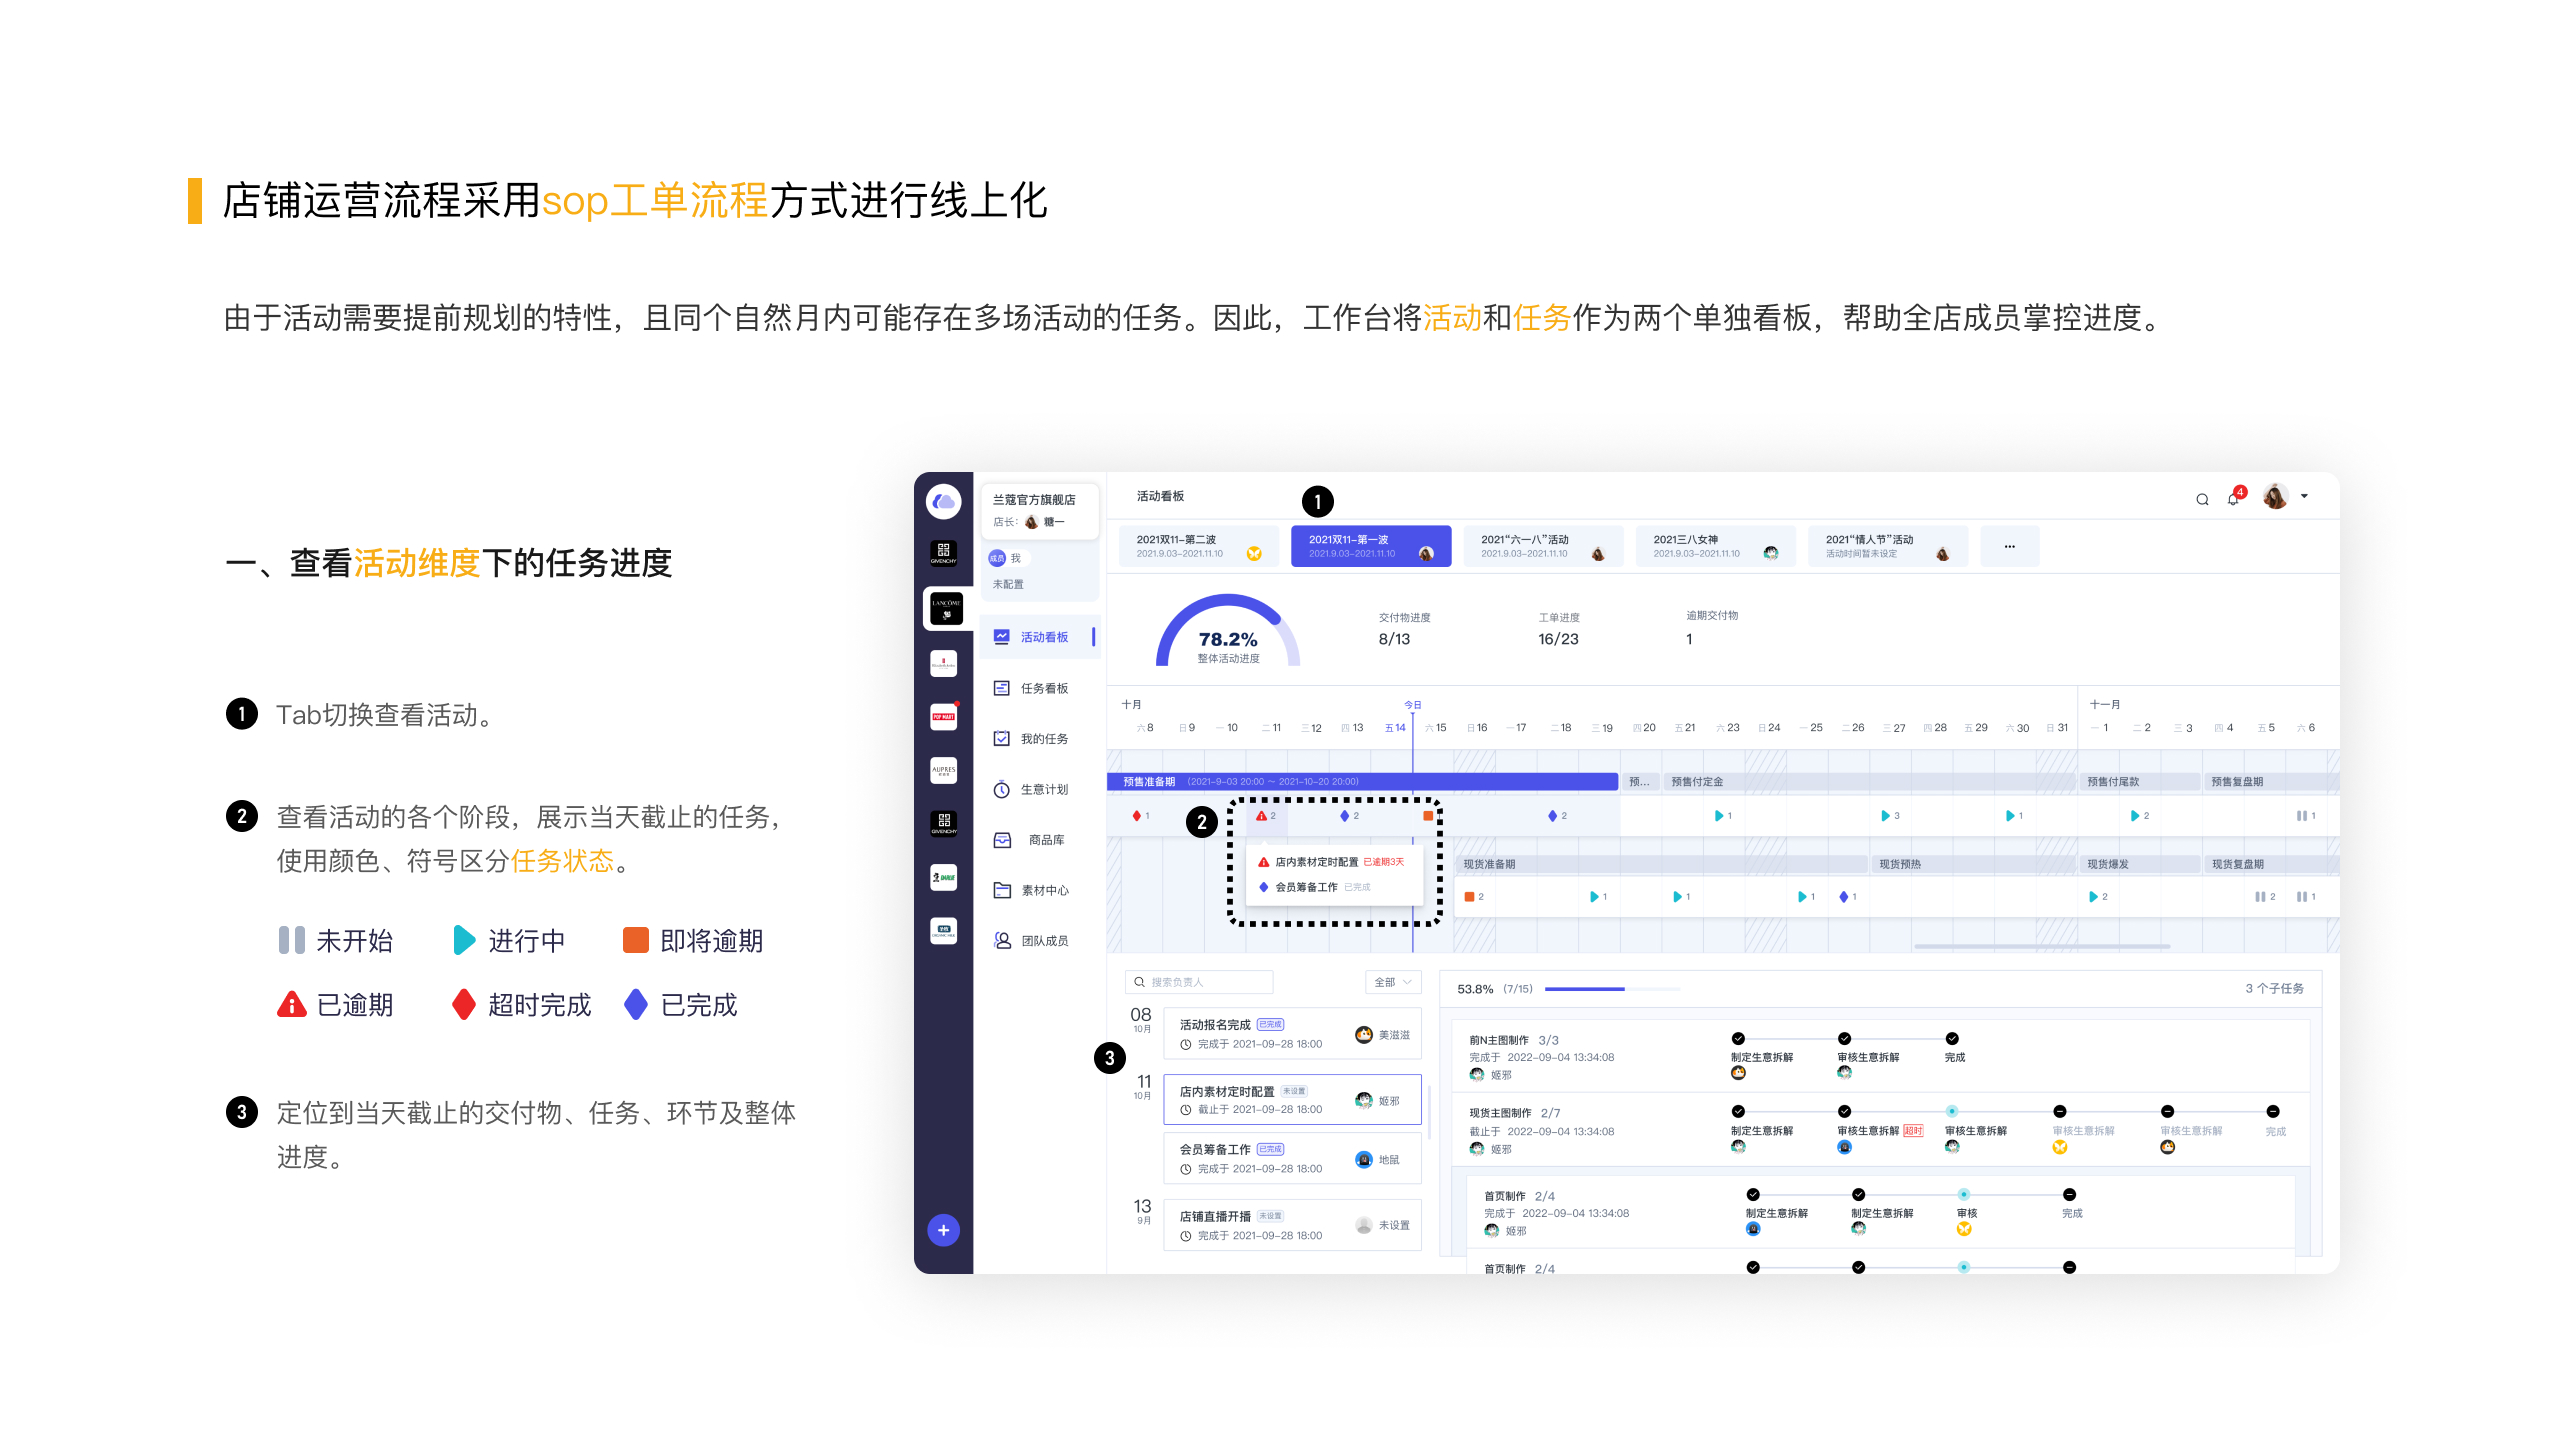 店铺运营流程采用sop工单流程方式进行线上化
由于活动需要提前规划的特性，且同个自然月内可能存在多场活动的任务。因此，工作台将活动和任务作为两个单独看板，帮助全店成员掌控进度。
一、查看活动维度下的任务进度
1 Tab切换查看活动。
2 查看活动的各个阶段，展示当天截止的任务，
使用颜色、符号区分任务状态。
未开始 进行中 即将逾期
已逾期 超时完成 已完成
3 定位到当天截止的交付物、任务、环节及整体
进度。
GIVENCHY
LANCÔME
POP MART
AUPRES
GIVENCHY
兰蔻官方旗舰店
店长： 糖一
成员 我
未配置
活动看板
任务看板
我的任务
生意计划
商品库
素材中心
团队成员
活动看板
1
4
2021双11-第二波
2021.9.03-2021.11.10
2021双11-第一波
2021.9.03-2021.11.10
2021“六一八”活动
2021.9.03-2021.11.10
2021三八女神
2021.9.03-2021.11.10
2021“情人节”活动
活动时间暂未设定
...
78.2%
整体活动进度
交付物进度
8/13
工单进度
16/23
逾期交付物
1
十月 今日 十一月
六 8 日 9 一 10 二 11 三 12 四 13 五 14 六 15 日 16 一 17 二 18 三 19 四 20 五 21 六 23 日 24 一 25 二 26 三 27 四 28 五 29 六 30 日 31 一 1 二 2 三 3 四 4 五 5 六 6
预售准备期 （2021-9-03 20:00 ~ 2021-10-20 20:00） 预... 预售付定金 预售付尾款 预售复盘期
1 2 2 2 2 1 3 1 2 1
店内素材定时配置 已逾期3天
会员筹备工作 已完成
现货准备期 现货预热 现货爆发 现货复盘期
2 1 1 1 1 2 2 1
搜索负责人 全部
08
10月
活动报名完成 已完成
完成于 2021-09-28 18:00
美滋滋
3
11
10月
店内素材定时配置 未设置
截止于 2021-09-28 18:00
姬邪
会员筹备工作 已完成
完成于 2021-09-28 18:00
地鼠
13
9月
店铺直播开播 未设置
完成于 2021-09-28 18:00
未设置
53.8% (7/15) 3 个子任务
前N主图制作 3/3
完成于 2022-09-04 13:34:08
姬邪
制定生意拆解 审核生意拆解 完成
现货主图制作 2/7
截止于 2022-09-04 13:34:08
姬邪
制定生意拆解 审核生意拆解 超时 审核生意拆解 审核生意拆解 审核生意拆解 完成
首页制作 2/4
完成于 2022-09-04 13:34:08
姬邪
制定生意拆解 制定生意拆解 审核 完成
首页制作 2/4